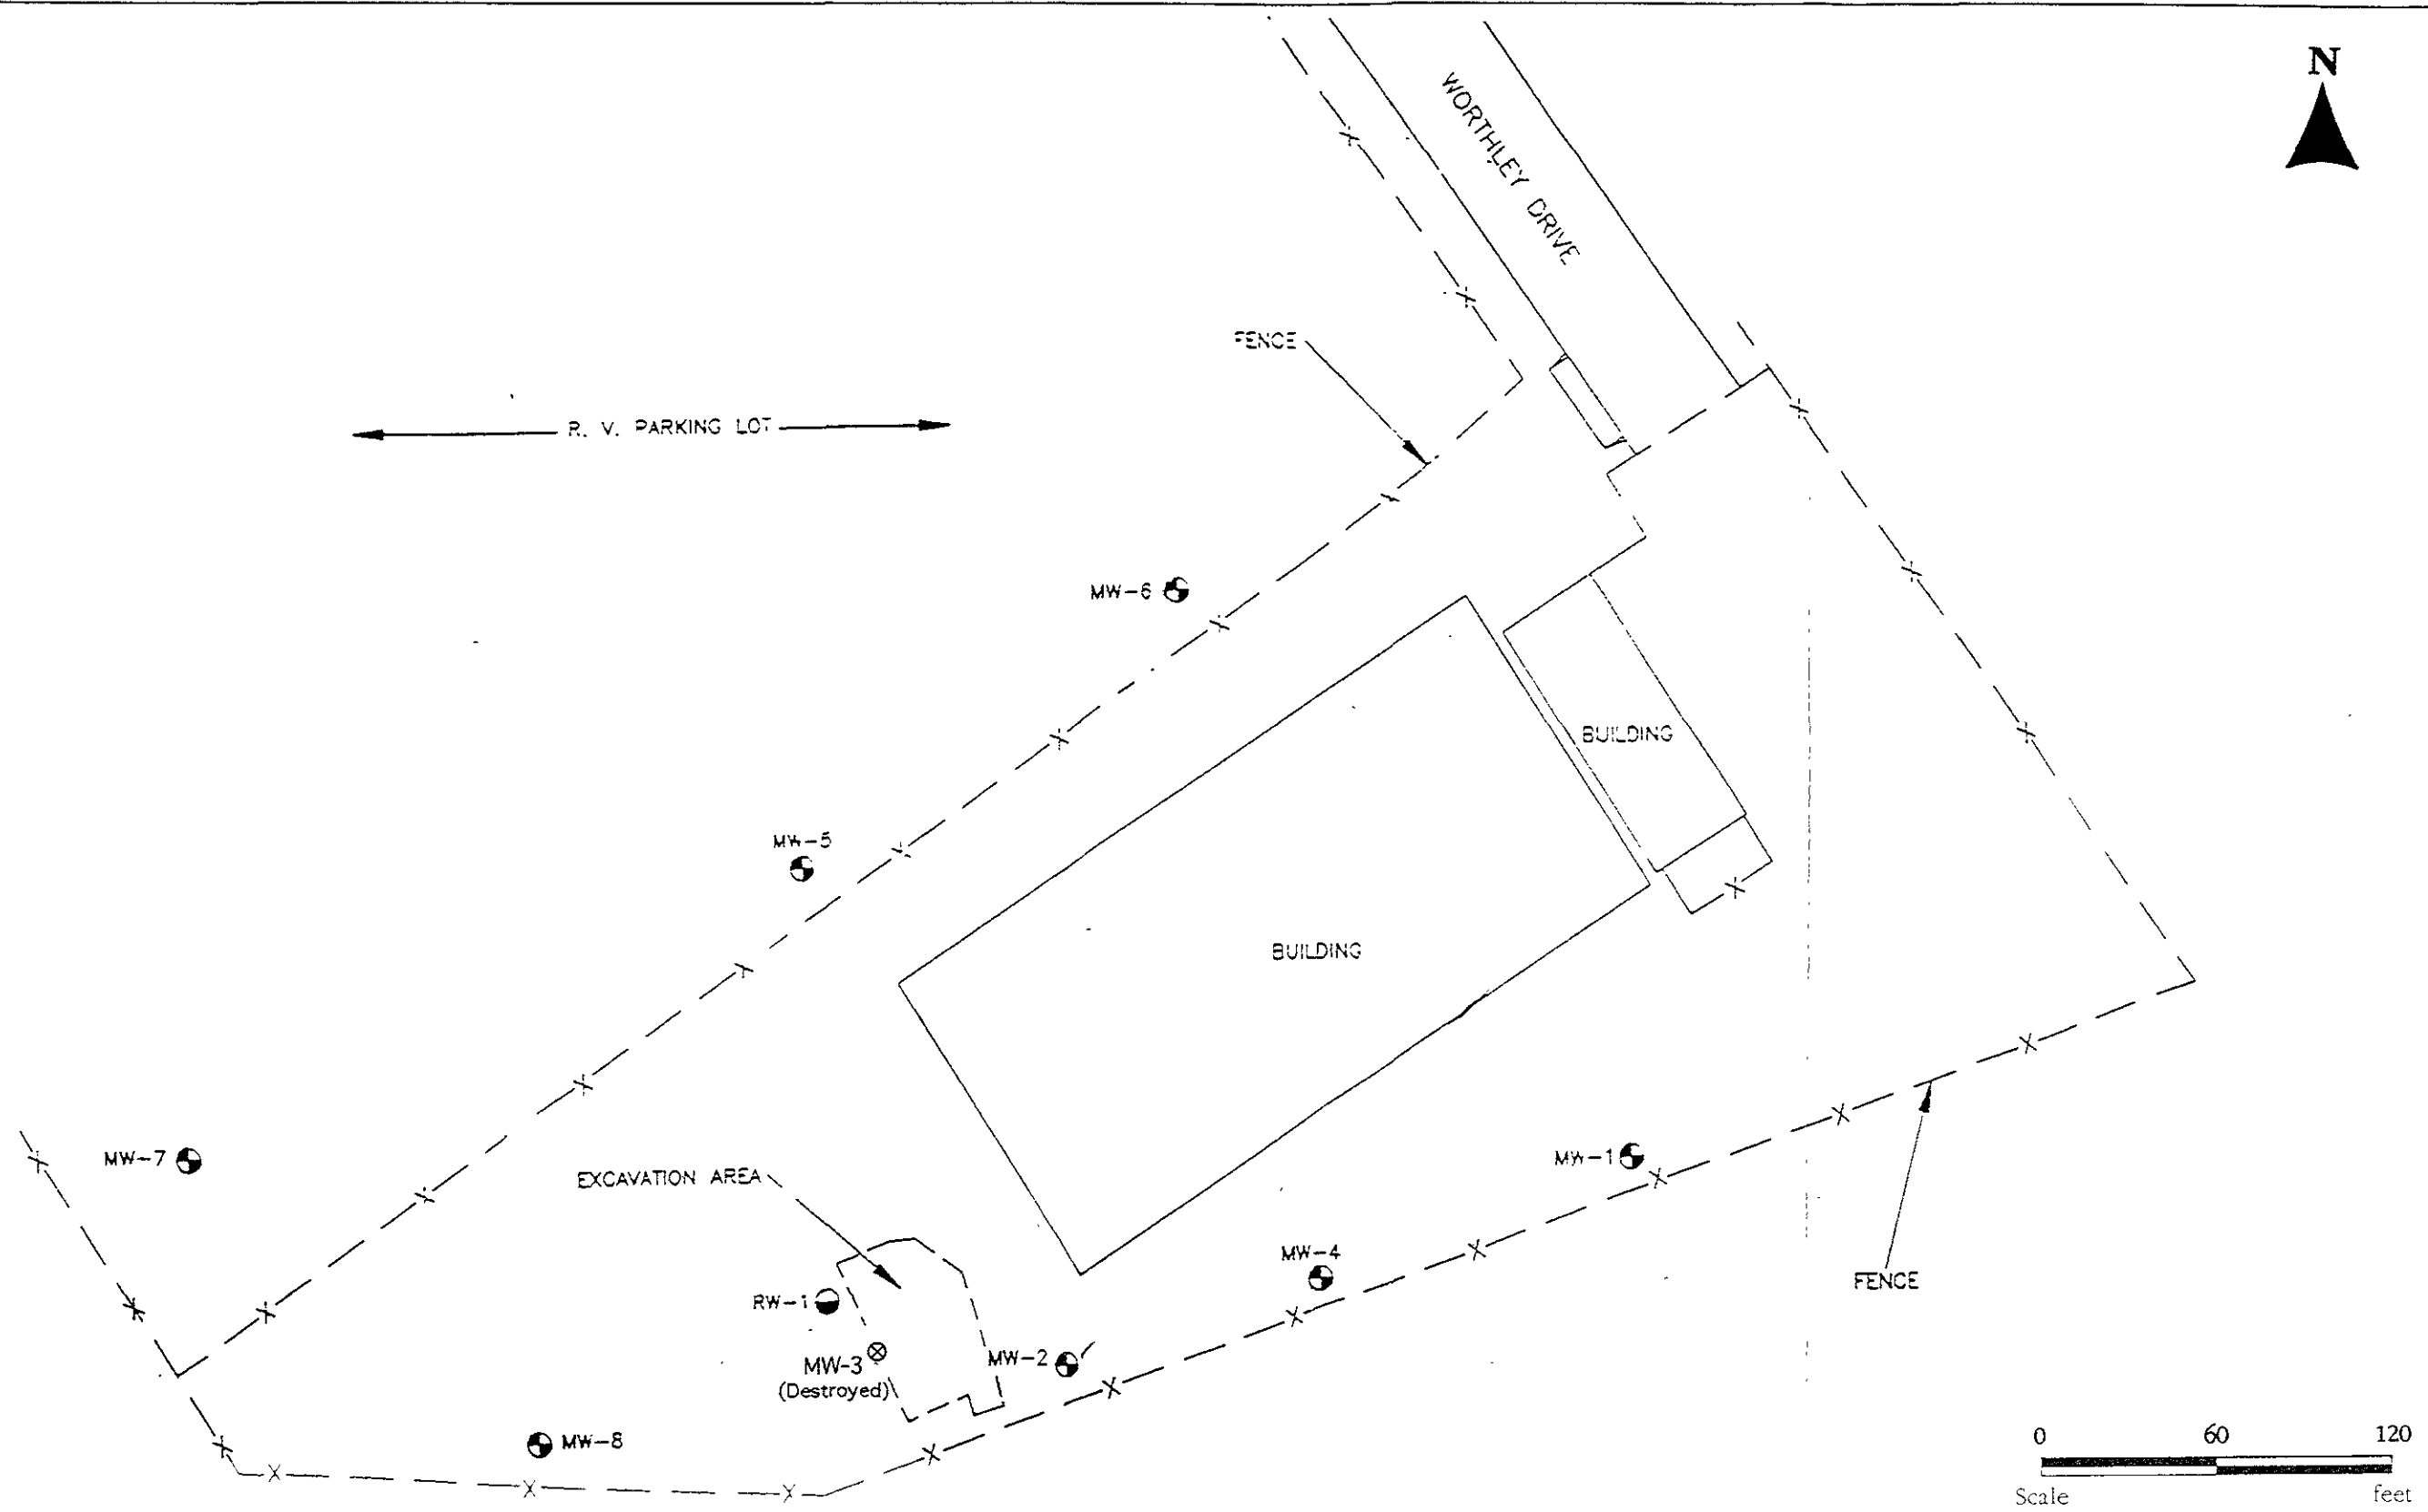 N
WORTHLEY DRIVE
FENCE
R. V. PARKING LOT
MW-6
BUILDING
MW-5
BUILDING
MW-7
EXCAVATION AREA
MW-1
MW-4
FENCE
RW-1
MW-2
MW-3
(Destroyed)
MW-8
0 60 120
Scale feet